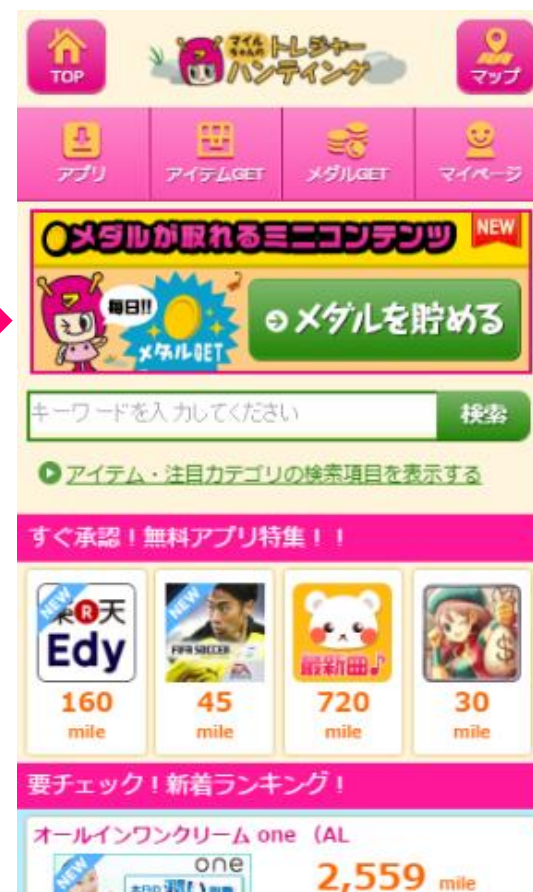 TOP
マイルちゃんの トレジャーハンティング
マップ
アプリ
アイテムGET
メダルGET
マイページ
メダルが取れるミニコンテンツ
NEW
毎日!!
メダルGET
メダルを貯める
キーワードを入力してください
検索
アイテム・注目カテゴリの検索項目を表示する
すぐ承認！無料アプリ特集！！
NEW
天
Edy
NEW
FIFA SOCCER
EA
最新曲♪
160
45
720
30
mile
mile
mile
mile
要チェック！新着ランキング！
オールインワンクリーム one （AL
NEW
one
2,559 mile